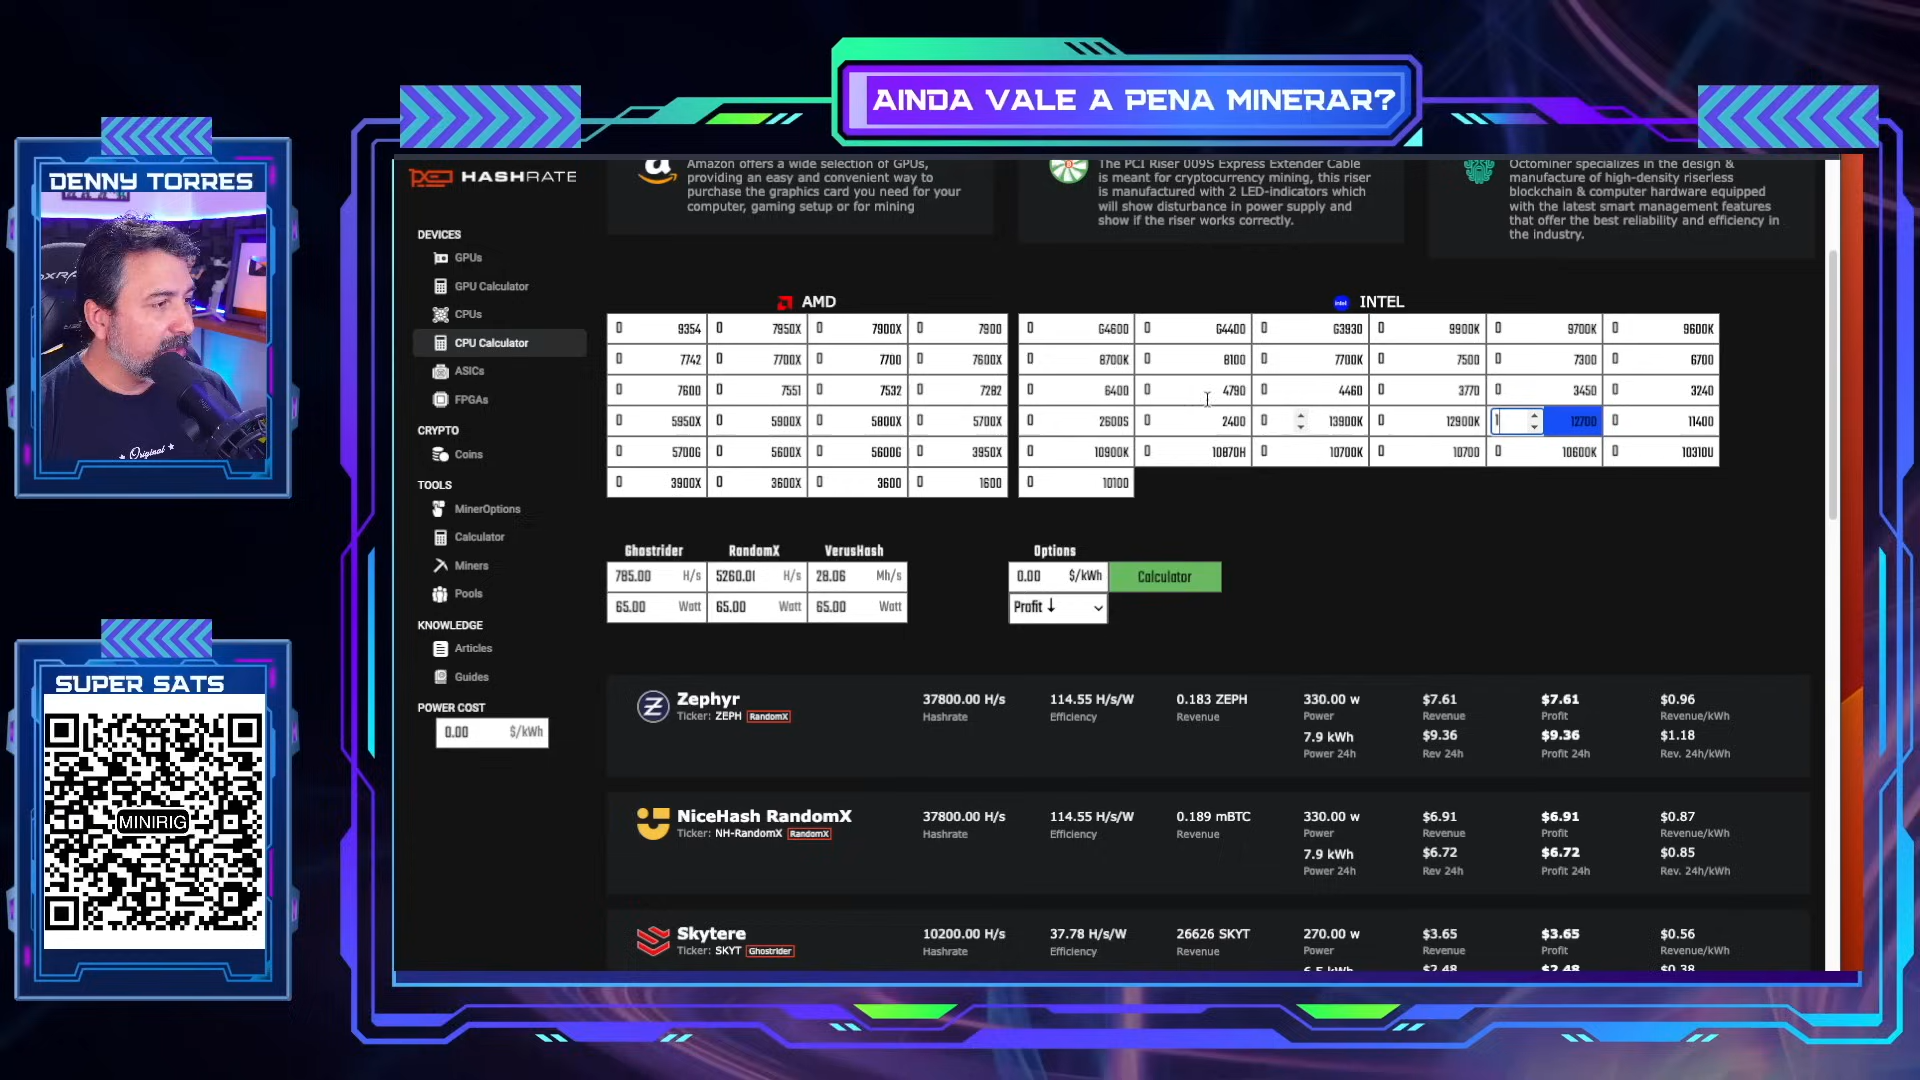 AINDA VALE A PENA MINERAR?
DENNY TORRES
Original
SUPER SATS
MINIRIG
HASHRATE
DEVICES
GPUs
GPU Calculator
CPUs
CPU Calculator
ASICs
FPGAs
CRYPTO
Coins
TOOLS
MinerOptions
Calculator
Miners
Pools
KNOWLEDGE
Articles
Guides
POWER COST
0.00 $/kWh
Amazon offers a wide selection of GPUs,
providing an easy and convenient way to
purchase the graphics card you need for your
computer, gaming setup or for mining
The PCI Riser 009S Express Extender Cable
is meant for cryptocurrency mining, this riser
is manufactured with 2 LED-indicators which
will show disturbance in power supply and
show if the riser works correctly.
Octominer specializes in the design &
manufacture of high-density riserless
blockchain & computer hardware equipped
with the latest smart management features
that offer the best reliability and efficiency in
the industry.
AMD
0 9354 0 7950X 0 7900X 0 7900
0 7742 0 7700X 0 7700 0 7600X
0 7600 0 7551 0 7532 0 7282
0 5950X 0 5900X 0 5800X 0 5700X
0 5700G 0 5600X 0 5600G 0 3950X
0 3900X 0 3600X 0 3600 0 1600
intel INTEL
0 G4600 0 G4400 0 G3930 0 9900K 0 9700K 0 9600K
0 8700K 0 8100 0 7700K 0 7500 0 7300 0 6700
0 6400 0 4790 0 4460 0 3770 0 3450 0 3240
0 2600S 0 2400 0 13900K 0 12900K 1 12700 0 11400
0 10900K 0 10870H 0 10700K 0 10700 0 10600K 0 10310U
0 10100
Ghostrider RandomX VerusHash
785.00 H/s 5260.0 H/s 28.06 Mh/s
65.00 Watt 65.00 Watt 65.00 Watt
Options
0.00 $/kWh Calculator
Profit ↓
Zephyr 37800.00 H/s 114.55 H/s/W 0.183 ZEPH 330.00 w $7.61 $7.61 $0.96
Ticker: ZEPH RandomX Hashrate Efficiency Revenue Power Revenue Profit Revenue/kWh
7.9 kWh $9.36 $9.36 $1.18
Power 24h Rev 24h Profit 24h Rev. 24h/kWh
NiceHash RandomX 37800.00 H/s 114.55 H/s/W 0.189 mBTC 330.00 w $6.91 $6.91 $0.87
Ticker: NH-RandomX RandomX Hashrate Efficiency Revenue Power Revenue Profit Revenue/kWh
7.9 kWh $6.72 $6.72 $0.85
Power 24h Rev 24h Profit 24h Rev. 24h/kWh
Skytere 10200.00 H/s 37.78 H/s/W 26626 SKYT 270.00 w $3.65 $3.65 $0.56
Ticker: SKYT Ghostrider Hashrate Efficiency Revenue Power Revenue Profit Revenue/kWh
6.5 kWh $2.48 $2.48 $0.38